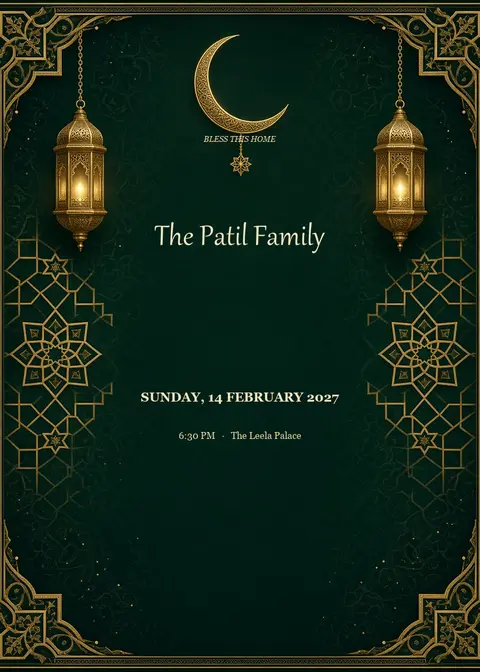 BLESS THIS HOME
The Patil Family
SUNDAY, 14 FEBRUARY 2027
6:30 PM · The Leela Palace